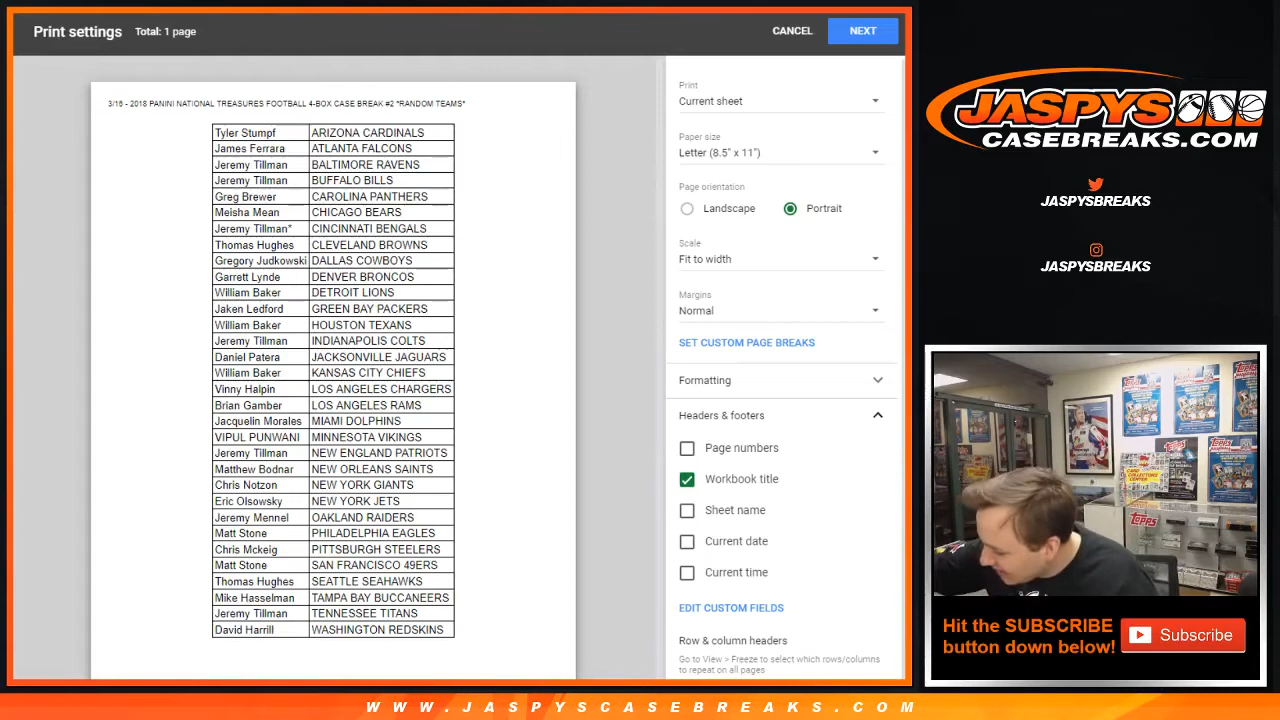 Print settings Total: 1 page CANCEL NEXT
3/16 - 2018 PANINI NATIONAL TREASURES FOOTBALL 4-BOX CASE BREAK #2 *RANDOM TEAMS*
Tyler Stumpf ARIZONA CARDINALS
James Ferrara ATLANTA FALCONS
Jeremy Tillman BALTIMORE RAVENS
Jeremy Tillman BUFFALO BILLS
Greg Brewer CAROLINA PANTHERS
Meisha Mean CHICAGO BEARS
Jeremy Tillman* CINCINNATI BENGALS
Thomas Hughes CLEVELAND BROWNS
Gregory Judkowski DALLAS COWBOYS
Garrett Lynde DENVER BRONCOS
William Baker DETROIT LIONS
Jaken Ledford GREEN BAY PACKERS
William Baker HOUSTON TEXANS
Jeremy Tillman INDIANAPOLIS COLTS
Daniel Patera JACKSONVILLE JAGUARS
William Baker KANSAS CITY CHIEFS
Vinny Halpin LOS ANGELES CHARGERS
Brian Gamber LOS ANGELES RAMS
Jacquelin Morales MIAMI DOLPHINS
VIPUL PUNWANI MINNESOTA VIKINGS
Jeremy Tillman NEW ENGLAND PATRIOTS
Matthew Bodnar NEW ORLEANS SAINTS
Chris Notzon NEW YORK GIANTS
Eric Olsowsky NEW YORK JETS
Jeremy Mennel OAKLAND RAIDERS
Matt Stone PHILADELPHIA EAGLES
Chris Mckeig PITTSBURGH STEELERS
Matt Stone SAN FRANCISCO 49ERS
Thomas Hughes SEATTLE SEAHAWKS
Mike Hasselman TAMPA BAY BUCCANEERS
Jeremy Tillman TENNESSEE TITANS
David Harrill WASHINGTON REDSKINS
Print
Current sheet
Paper size
Letter (8.5" x 11")
Page orientation
Landscape Portrait
Scale
Fit to width
Margins
Normal
SET CUSTOM PAGE BREAKS
Formatting
Headers & footers
Page numbers
Workbook title
Sheet name
Current date
Current time
EDIT CUSTOM FIELDS
Row & column headers
Go to View > Freeze to select which rows/columns
to repeat on all pages
JASPYS
CASEBREAKS.COM
JASPYSBREAKS
JASPYSBREAKS
topps
topps
Hit the SUBSCRIBE
button down below!
Subscribe
WWW.JASPYSCASEBREAKS.COM